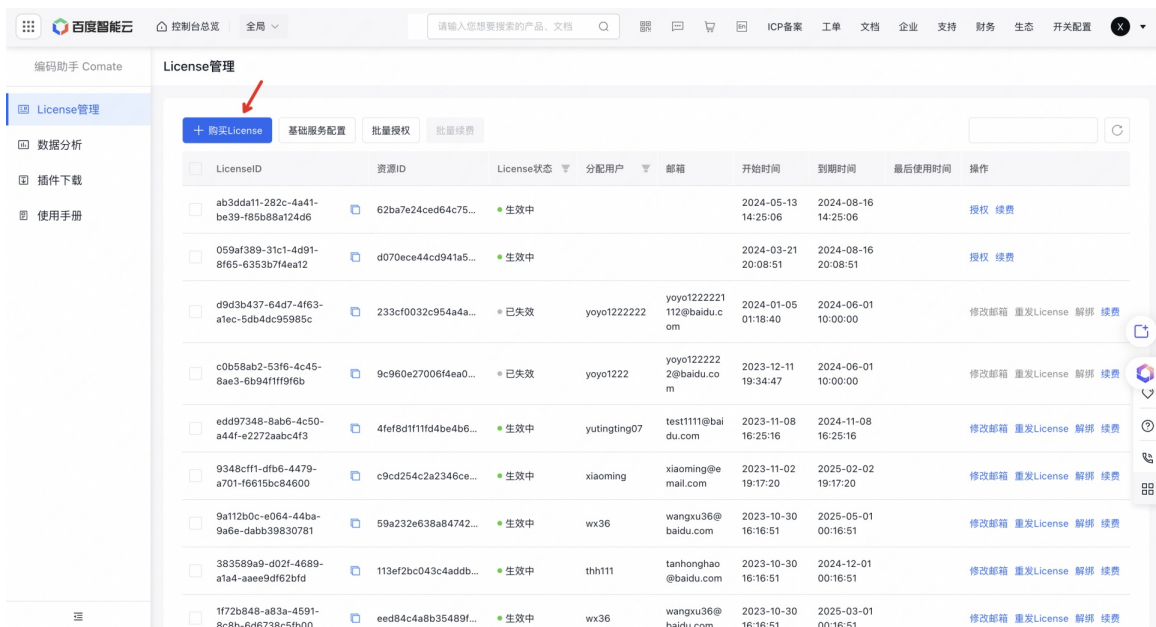 百度智能云 控制台总览 全局 请输入您想要搜索的产品、文档 En ICP备案 工单 文档 企业 支持 财务 生态 开关配置 X
编码助手 Comate
License管理
数据分析
插件下载
使用手册
License管理
购买License 基础服务配置 批量授权 批量续费
LicenseID 资源ID License状态 分配用户 邮箱 开始时间 到期时间 最后使用时间 操作
ab3dda11-282c-4a41- 2024-05-13 2024-08-16
be39-f85b88a124d6 62ba7e24ced64c75... 生效中 14:25:06 14:25:06 授权 续费
059af389-31c1-4d91- 2024-03-21 2024-08-16
8f65-6353b7f4ea12 d070ece44cd941a5... 生效中 20:08:51 20:08:51 授权 续费
yoyo1222221
d9d3b437-64d7-4f63- 2024-01-05 2024-06-01
a1ec-5db4dc95985c 233cf0032c954a4a... 已失效 yoyo1222222 112@baidu.c 01:18:40 10:00:00 修改邮箱 重发License 解绑 续费
om
yoyo122222
c0b58ab2-53f6-4c45- 2023-12-11 2024-06-01
8ae3-6b94f1ff9f6b 9c960e27006f4ea0... 已失效 yoyo1222 2@baidu.co 19:34:47 10:00:00 修改邮箱 重发License 解绑 续费
m
edd97348-8ab6-4c50- test1111@bai 2023-11-08 2024-11-08
a44f-e2272aabc4f3 4fef8d1f11fd4be4b6... 生效中 yutingting07 du.com 16:25:16 16:25:16 修改邮箱 重发License 解绑 续费
9348cff1-dfb6-4479- xiaoming@e 2023-11-02 2025-02-02
a701-f6615bc84600 c9cd254c2a2346ce... 生效中 xiaoming mail.com 19:17:20 19:17:20 修改邮箱 重发License 解绑 续费
9a112b0c-e064-44ba- wangxu36@ 2023-10-30 2025-05-01
9a6e-dabb39830781 59a232e638a84742... 生效中 wx36 baidu.com 16:16:51 00:16:51 修改邮箱 重发License 解绑 续费
383589a9-d02f-4689- tanhonghao 2023-10-30 2024-12-01
a1a4-aaee9df62bfd 113ef2bc043c4addb... 生效中 thh111 @baidu.com 16:16:51 00:16:51 修改邮箱 重发License 解绑 续费
1f72b848-a83a-4591- wangxu36@ 2023-10-30 2025-03-01
8c8b-6d6738c5fb00 eed84c4a8b35489f... 生效中 wx36 baidu.com 16:16:51 00:16:51 修改邮箱 重发License 解绑 续费